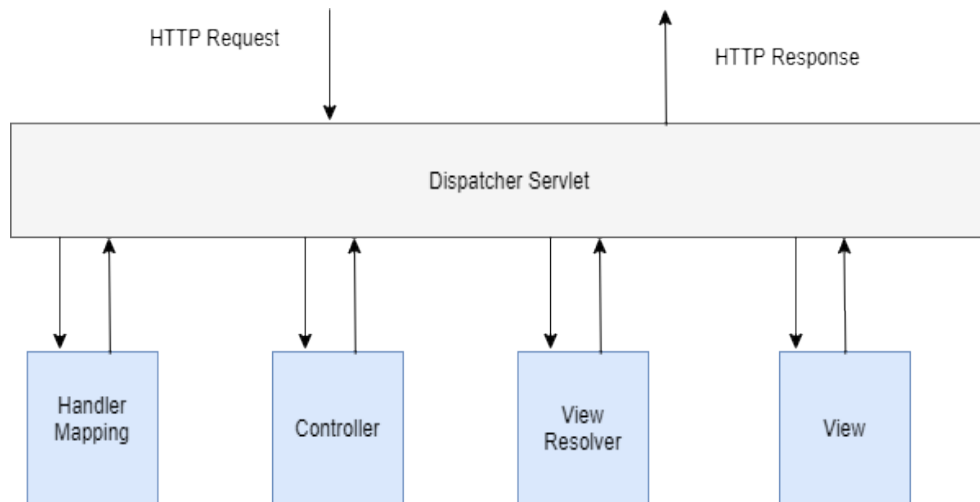 HTTP Request
HTTP Response
Dispatcher Servlet
Handler
Mapping
Controller
View
Resolver
View